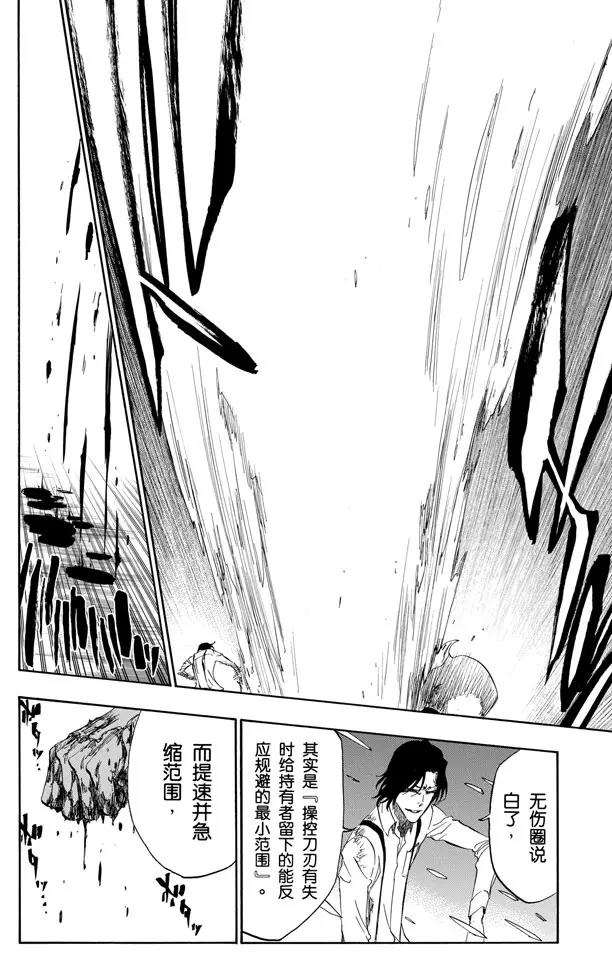 无伤圈说
白了，
其实是『操控刀刃有失
时给持有者留下的能反
应规避的最小范围』。
而提速并急
缩范围，